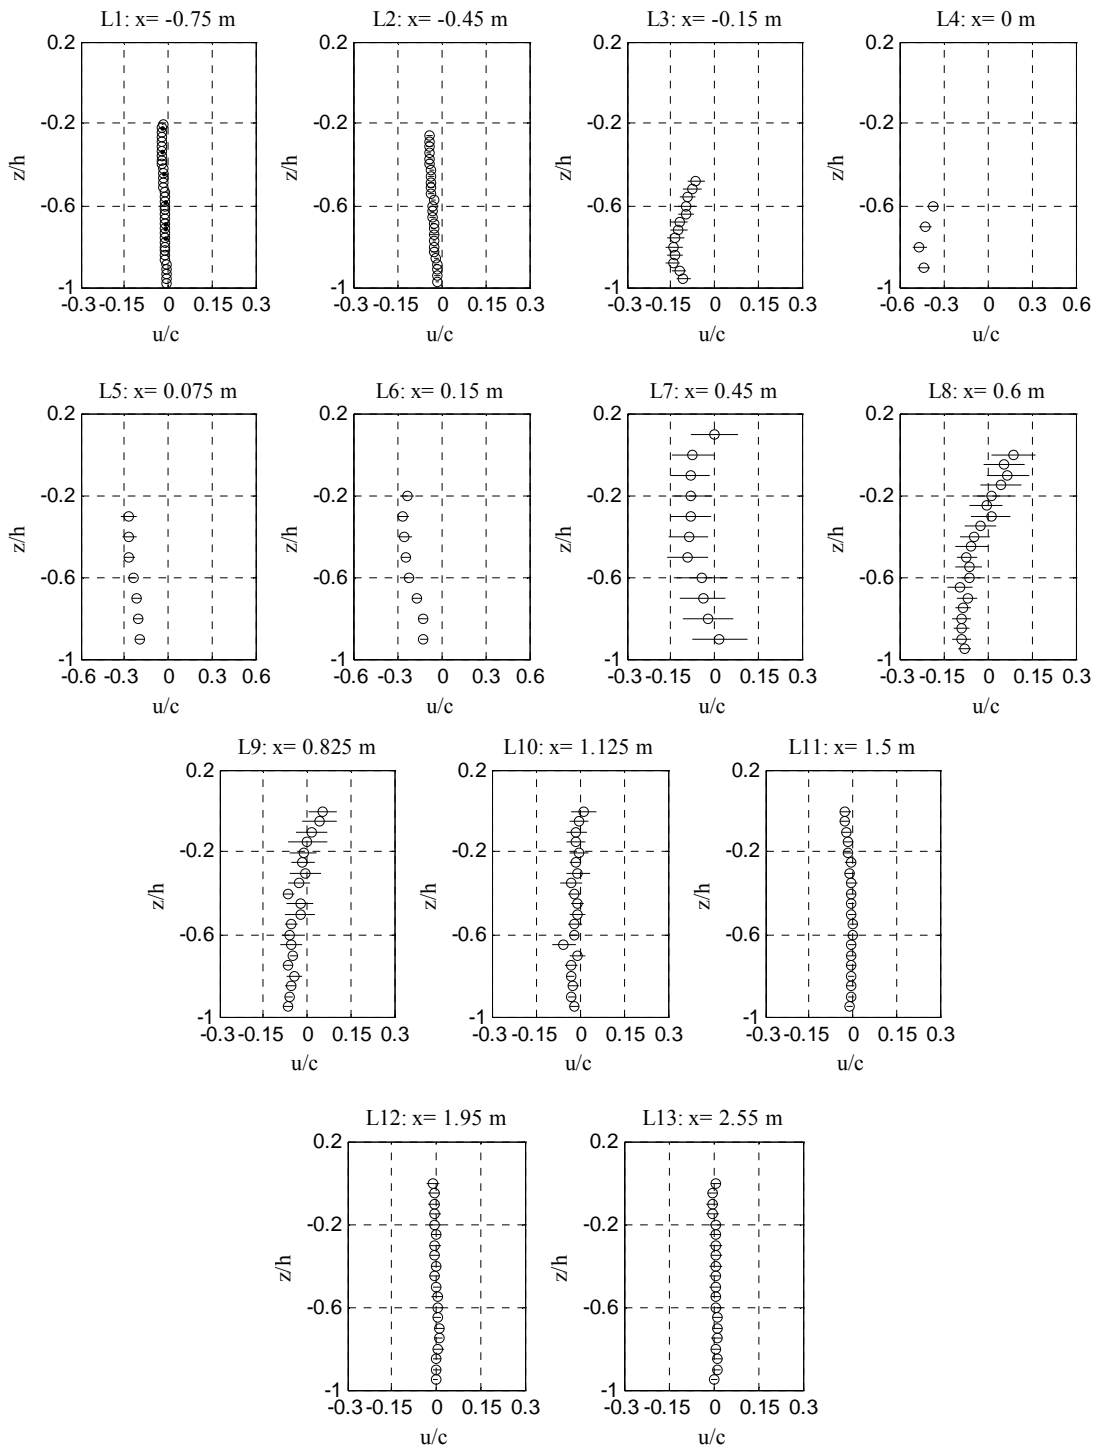 L1: x= -0.75 m L2: x= -0.45 m L3: x= -0.15 m L4: x= 0 m
0.2 0.2 0.2 0.2
-0.2 -0.2 -0.2 -0.2
z/h z/h z/h z/h
-0.6 -0.6 -0.6 -0.6
-1 -1 -1 -1
-0.3 -0.15 0 0.15 0.3 -0.3 -0.15 0 0.15 0.3 -0.3 -0.15 0 0.15 0.3 -0.6 -0.3 0 0.3 0.6
u/c u/c u/c u/c
L5: x= 0.075 m L6: x= 0.15 m L7: x= 0.45 m L8: x= 0.6 m
0.2 0.2 0.2 0.2
-0.2 -0.2 -0.2 -0.2
z/h z/h z/h z/h
-0.6 -0.6 -0.6 -0.6
-1 -1 -1 -1
-0.6 -0.3 0 0.3 0.6 -0.6 -0.3 0 0.3 0.6 -0.3 -0.15 0 0.15 0.3 -0.3 -0.15 0 0.15 0.3
u/c u/c u/c u/c
L9: x= 0.825 m L10: x= 1.125 m L11: x= 1.5 m
0.2 0.2 0.2
-0.2 -0.2 -0.2
z/h z/h z/h
-0.6 -0.6 -0.6
-1 -1 -1
-0.3 -0.15 0 0.15 0.3 -0.3 -0.15 0 0.15 0.3 -0.3 -0.15 0 0.15 0.3
u/c u/c u/c
L12: x= 1.95 m L13: x= 2.55 m
0.2 0.2
-0.2 -0.2
z/h z/h
-0.6 -0.6
-1 -1
-0.3 -0.15 0 0.15 0.3 -0.3 -0.15 0 0.15 0.3
u/c u/c